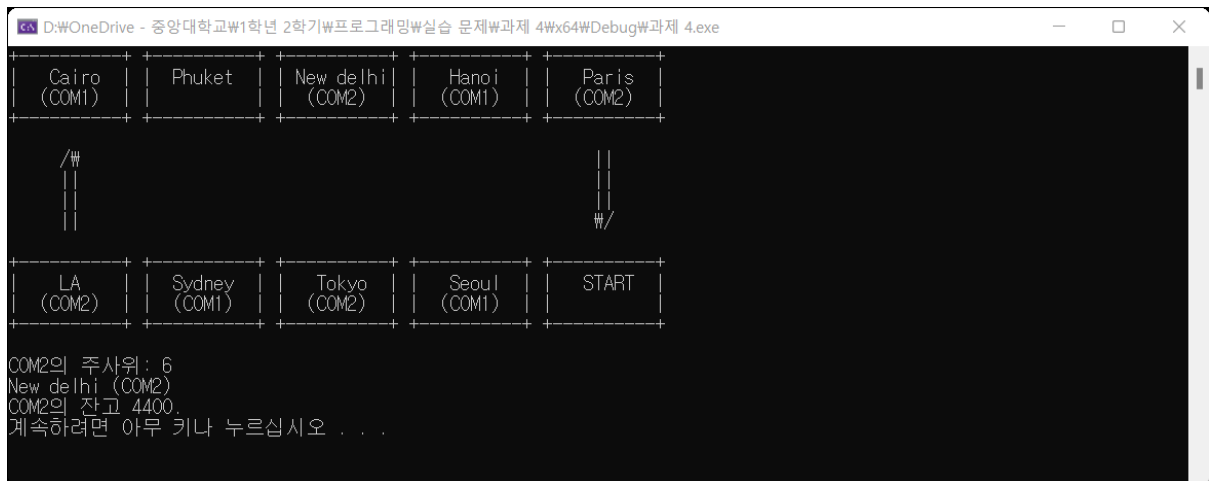 D:₩OneDrive - 중앙대학교₩1학년 2학기₩프로그래밍₩실습 문제₩과제 4₩x64₩Debug₩과제 4.exe
+----------+ +----------+ +----------+ +----------+ +----------+
|   Cairo  | |  Phuket  | | New delhi| |   Hanoi  | |   Paris  |
|  (COM1)  | |          | |  (COM2)  | |  (COM1)  | |  (COM2)  |
+----------+ +----------+ +----------+ +----------+ +----------+
/₩ ||
|| ||
|| ||
|| ₩/
+----------+ +----------+ +----------+ +----------+ +----------+
|    LA    | |  Sydney  | |   Tokyo  | |   Seoul  | |   START  |
|  (COM2)  | |  (COM1)  | |  (COM2)  | |  (COM1)  | |          |
+----------+ +----------+ +----------+ +----------+ +----------+
COM2의 주사위: 6
New delhi (COM2)
COM2의 잔고 4400.
계속하려면 아무 키나 누르십시오 . . .